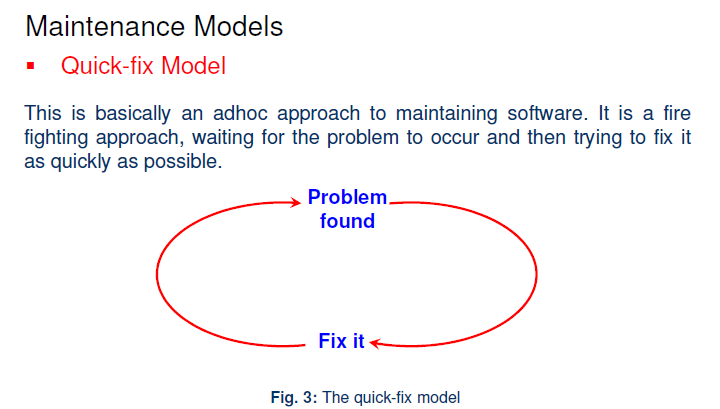 Maintenance Models
▪ Quick-fix Model
This is basically an adhoc approach to maintaining software. It is a fire
fighting approach, waiting for the problem to occur and then trying to fix it
as quickly as possible.
Problem
found
Fix it
Fig. 3: The quick-fix model